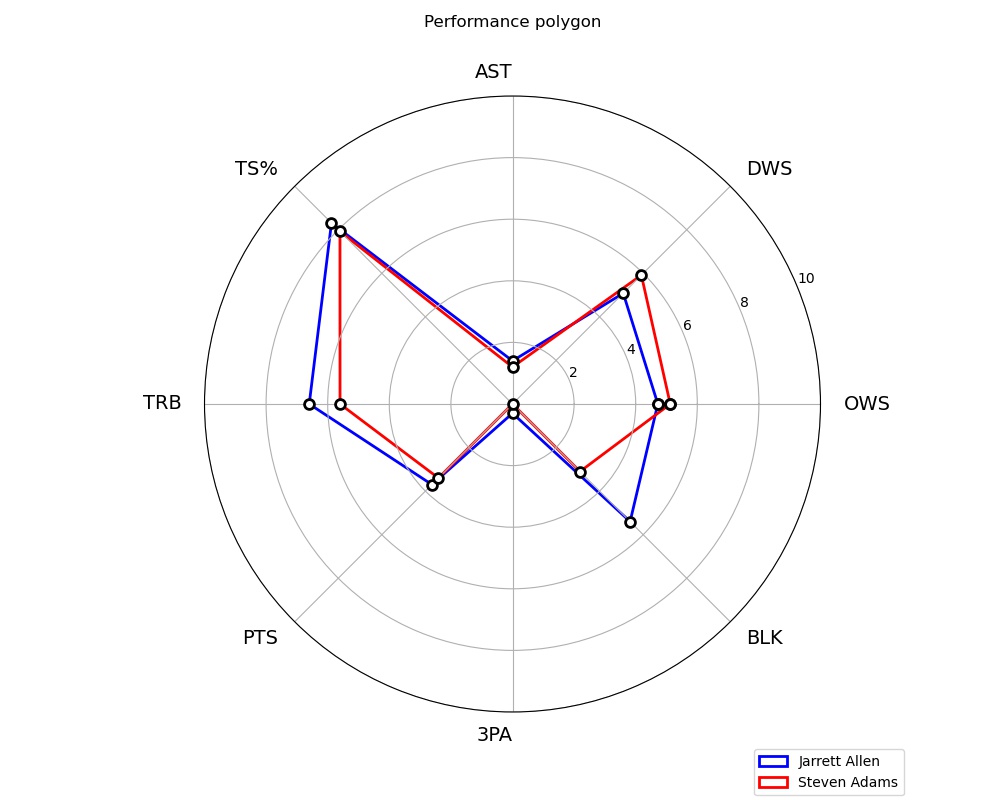 Performance polygon
AST
TS%
DWS
10
8
6
4
2
TRB
OWS
PTS
BLK
3PA
Jarrett Allen
Steven Adams